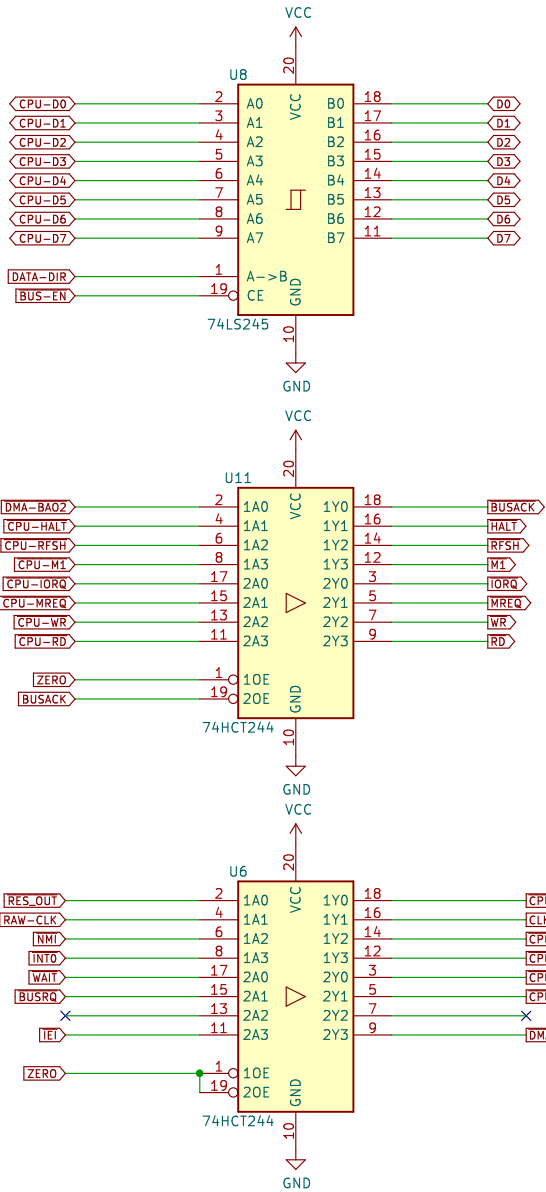 VCC
U8
20
VCC
CPU-D0 2 A0 B0 18 D0
CPU-D1 3 A1 B1 17 D1
CPU-D2 4 A2 B2 16 D2
CPU-D3 5 A3 B3 15 D3
CPU-D4 6 A4 B4 14 D4
CPU-D5 7 A5 B5 13 D5
CPU-D6 8 A6 B6 12 D6
CPU-D7 9 A7 B7 11 D7
DATA-DIR 1 A->B
BUS-EN 19 CE
GND
74LS245
10
GND
VCC
U11
20
VCC
DMA-BAO2 2 1A0 1Y0 18 BUSACK
CPU-HALT 4 1A1 1Y1 16 HALT
CPU-RFSH 6 1A2 1Y2 14 RFSH
CPU-M1 8 1A3 1Y3 12 M1
CPU-IORQ 17 2A0 2Y0 3 IORQ
CPU-MREQ 15 2A1 2Y1 5 MREQ
CPU-WR 13 2A2 2Y2 7 WR
CPU-RD 11 2A3 2Y3 9 RD
ZERO 1 1OE
BUSACK 19 2OE
GND
74HCT244
10
GND
VCC
U6
20
VCC
RES_OUT 2 1A0 1Y0 18
RAW-CLK 4 1A1 1Y1 16
NMI 6 1A2 1Y2 14
INT0 8 1A3 1Y3 12
WAIT 17 2A0 2Y0 3
BUSRQ 15 2A1 2Y1 5
13 2A2 2Y2 7
IEI 11 2A3 2Y3 9
ZERO 1 1OE
19 2OE
GND
74HCT244
10
GND